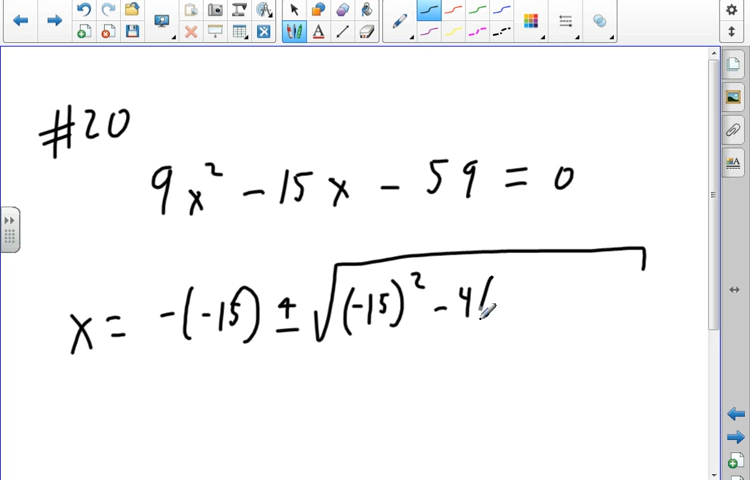 #20
9x² - 15x - 59 = 0
x = -(-15) ± √(-15)² - 4(